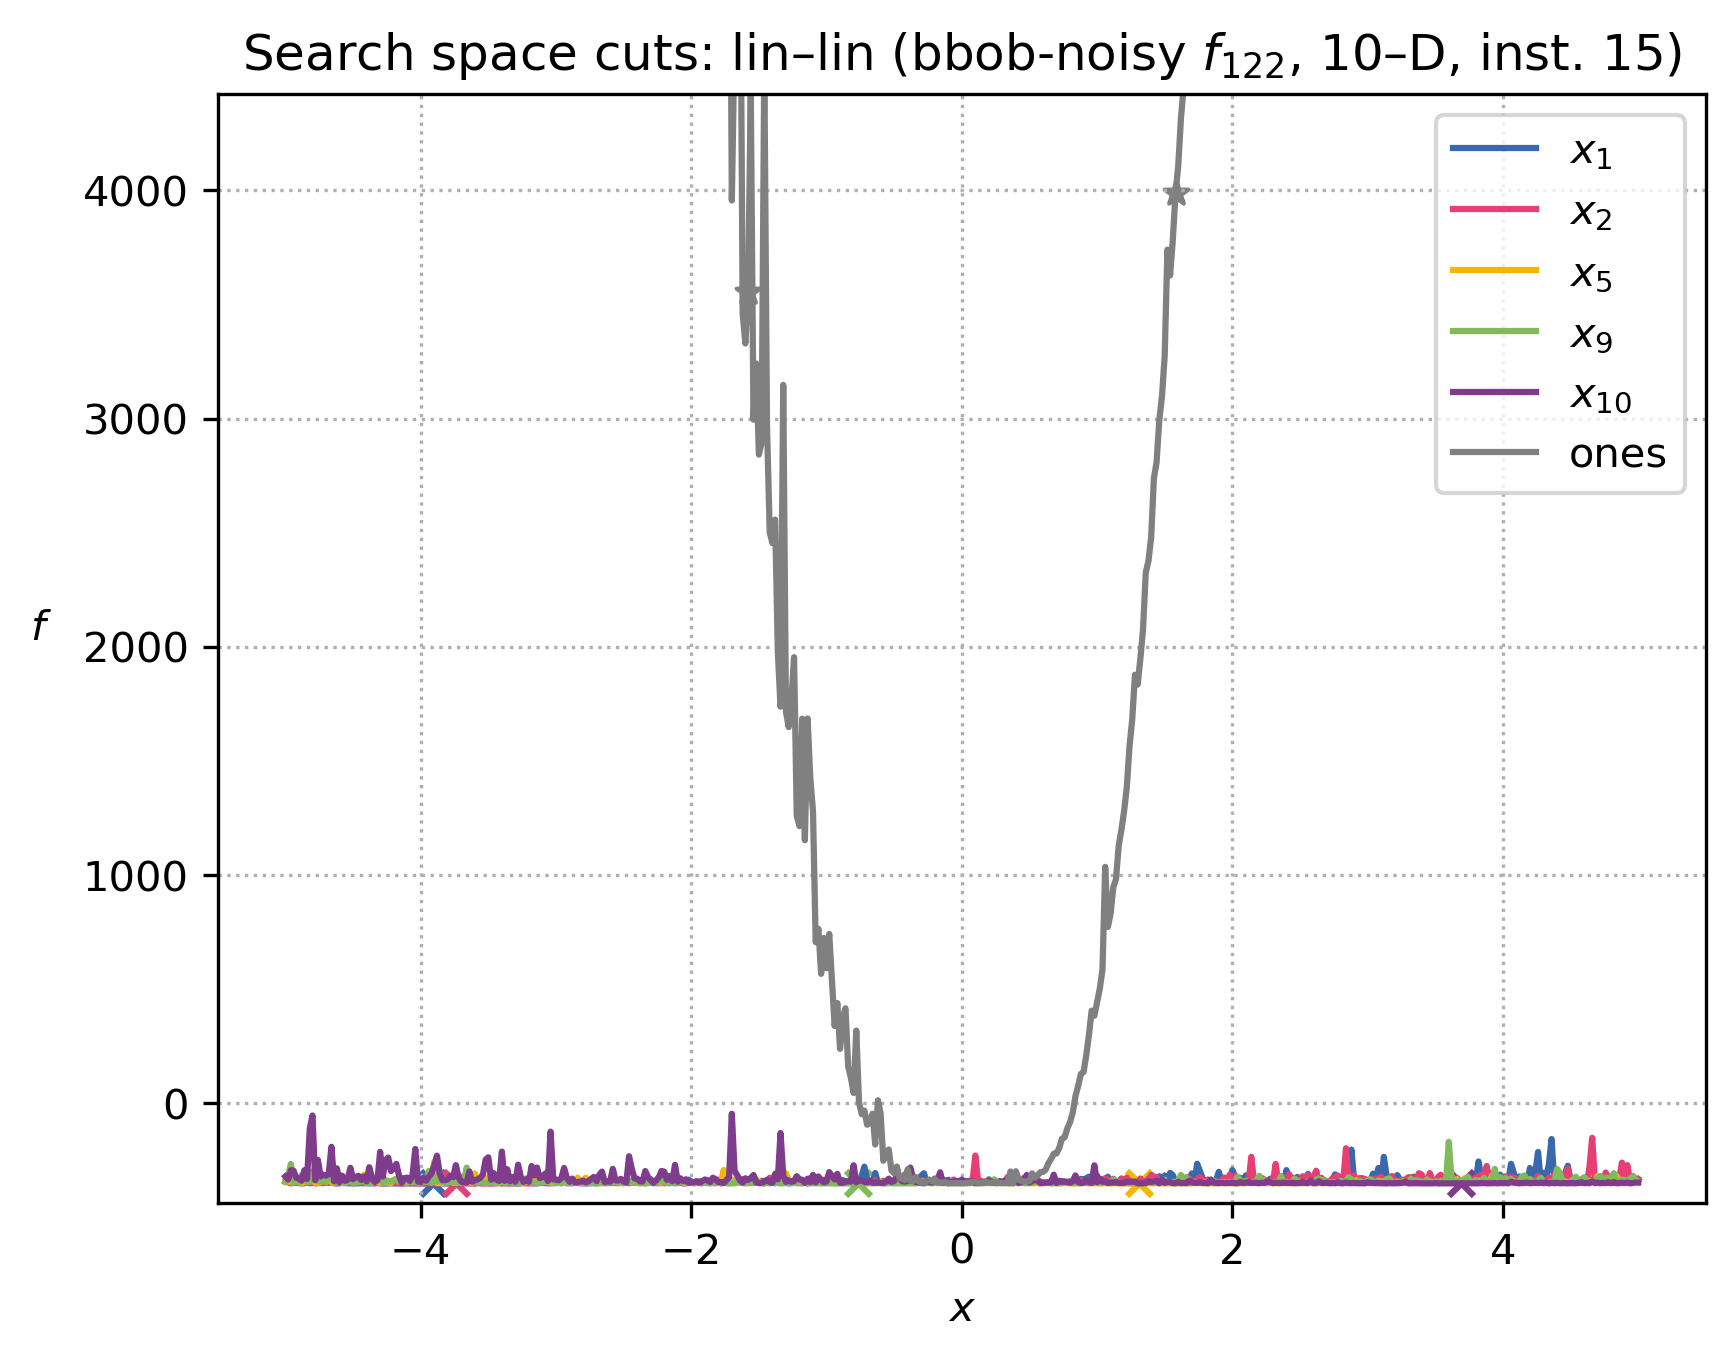 Search space cuts: lin–lin (bbob-noisy f₁₂₂, 10–D, inst. 15)
x₁
x₂
x₅
x₉
x₁₀
ones
4000
3000
2000
1000
0
f
−4 −2 0 2 4
x